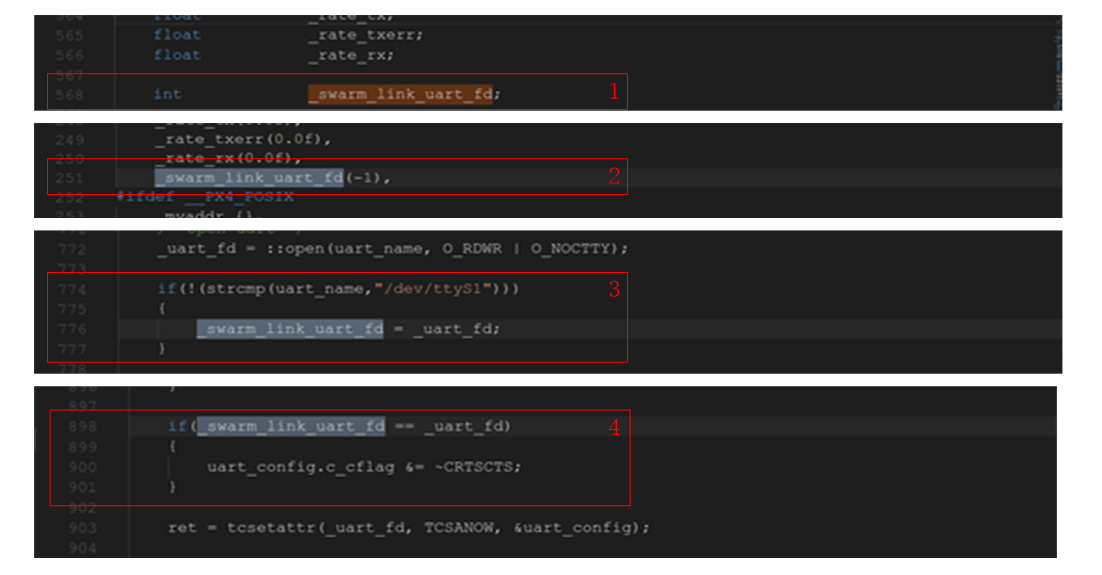 564 float _rate_tx;
565 float _rate_txerr;
566 float _rate_rx;
567
568 int _swarm_link_uart_fd; 1
249 _rate_txerr(0.0f),
250 _rate_rx(0.0f),
251 _swarm_link_uart_fd(-1), 2
252 #ifdef __PX4_POSIX
253 _myaddr {},
772 _uart_fd = ::open(uart_name, O_RDWR | O_NOCTTY);
773
774 if(!(strcmp(uart_name,"/dev/ttyS1"))) 3
775 {
776 _swarm_link_uart_fd = _uart_fd;
777 }
778
896 }
897
898 if(_swarm_link_uart_fd == _uart_fd) 4
899 {
900 uart_config.c_cflag &= ~CRTSCTS;
901 }
902
903 ret = tcsetattr(_uart_fd, TCSANOW, &uart_config);
904